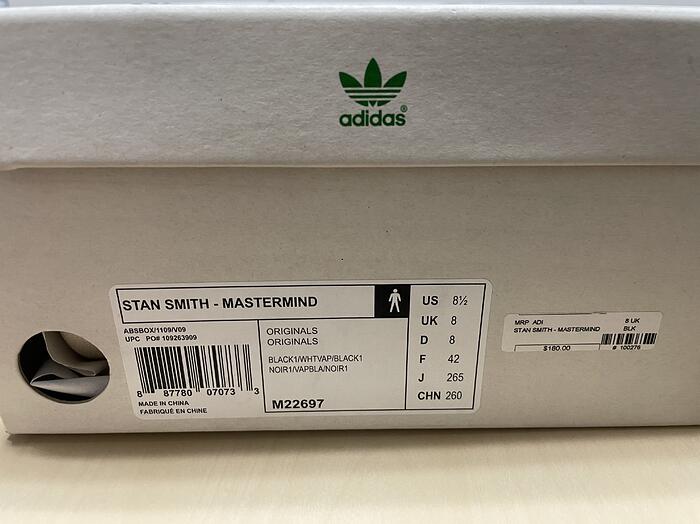 adidas®
STAN SMITH - MASTERMIND
ABSBOX/1109/V09
UPC PO# 109263909
8 87780 07073 3
MADE IN CHINA
FABRIQUÉ EN CHINE
ORIGINALS
ORIGINALS
BLACK1/WHTVAP/BLACK1
NOIR1/VAPBLA/NOIR1
M22697
US 8½
UK 8
D 8
F 42
J 265
CHN 260
MRP ADI 8 UK
STAN SMITH - MASTERMIND BLK
$180.00 # 100276